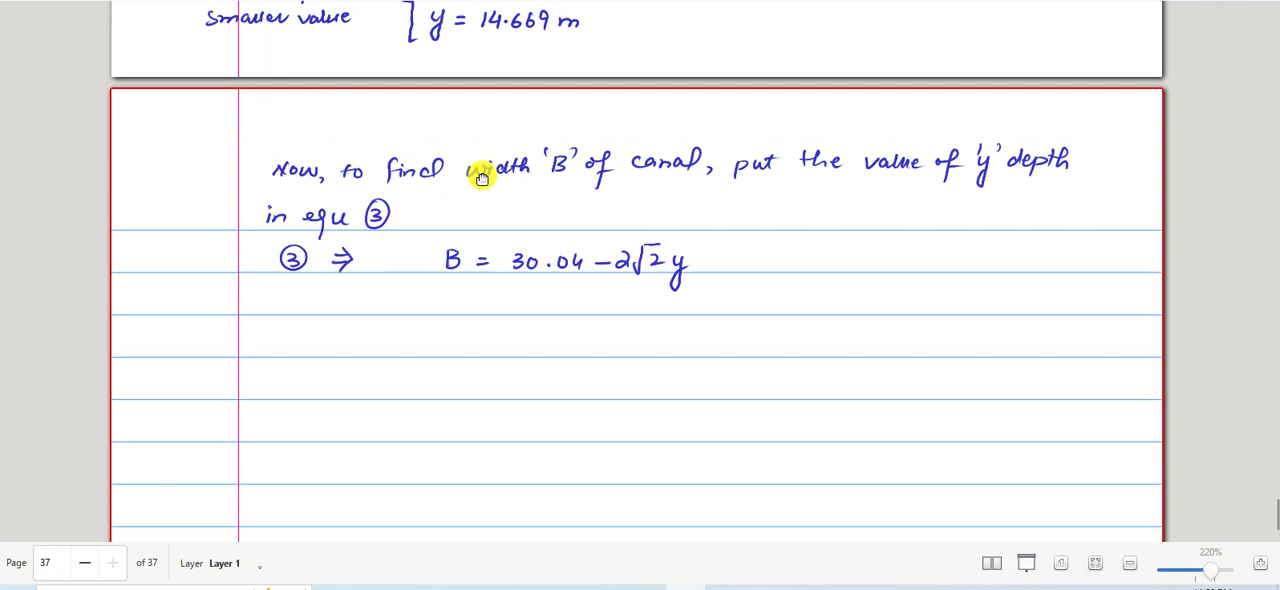 Smaller value y = 14.669 m
Now, to find width 'B' of canal, put the value of 'y' depth
in equ ③
③ ⇒ B = 30.04 - 2√2 y
Page 37 of 37 Layer Layer 1 220%